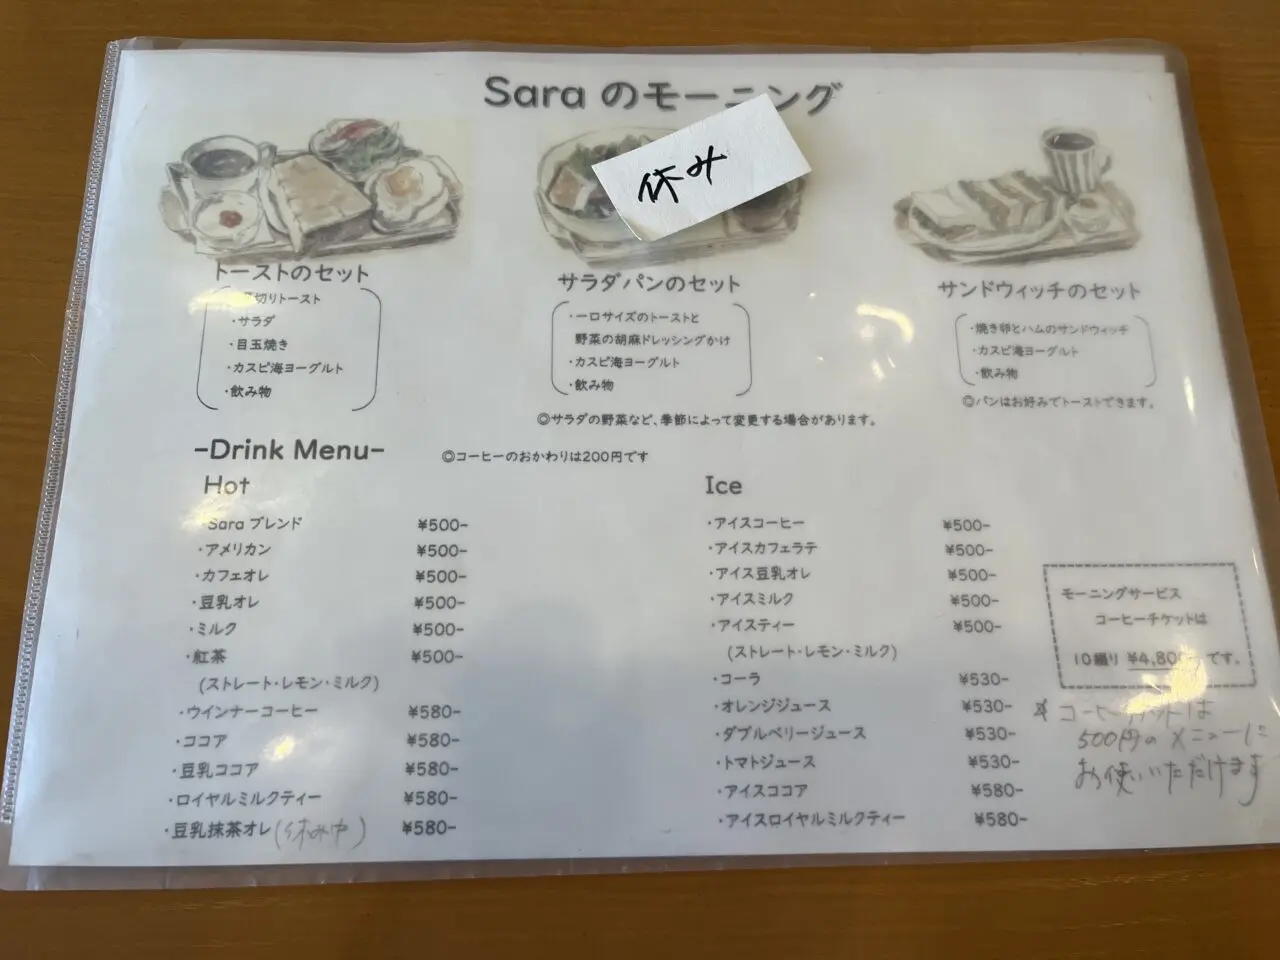 Sara のモーニング
休み
トーストのセット
切りトースト
・サラダ
・目玉焼き
・カスピ海ヨーグルト
・飲み物
サラダパンのセット
・一口サイズのトーストと
野菜の胡麻ドレッシングかけ
・カスピ海ヨーグルト
・飲み物
サンドウィッチのセット
・焼き卵とハムのサンドウィッチ
・カスピ海ヨーグルト
・飲み物
◎パンはお好みでトーストできます。
◎サラダの野菜など、季節によって変更する場合があります。
-Drink Menu-
◎コーヒーのおかわりは200円です
Hot
・Sara ブレンド ¥500-
・アメリカン ¥500-
・カフェオレ ¥500-
・豆乳オレ ¥500-
・ミルク ¥500-
・紅茶 ¥500-
(ストレート・レモン・ミルク)
・ウインナーコーヒー ¥580-
・ココア ¥580-
・豆乳ココア ¥580-
・ロイヤルミルクティー ¥580-
・豆乳抹茶オレ(休み中) ¥580-
Ice
・アイスコーヒー ¥500-
・アイスカフェラテ ¥500-
・アイス豆乳オレ ¥500-
・アイスミルク ¥500-
・アイスティー ¥500-
(ストレート・レモン・ミルク)
・コーラ ¥530-
・オレンジジュース ¥530-
・ダブルベリージュース ¥530-
・トマトジュース ¥530-
・アイスココア ¥580-
・アイスロイヤルミルクティー ¥580-
モーニングサービス
コーヒーチケットは
10綴り ¥4,800 です。
※コーヒーチケットは
500円のメニューに
お使いいただけます